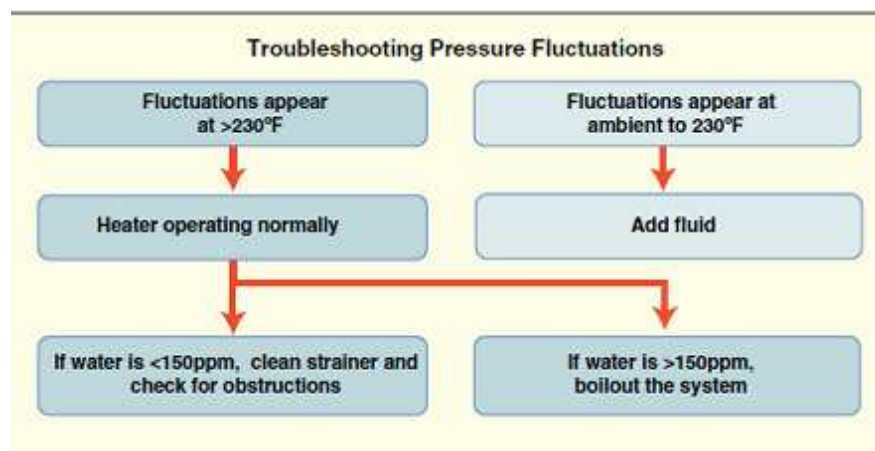 Troubleshooting Pressure Fluctuations
Fluctuations appear
at >230°F
Fluctuations appear at
ambient to 230°F
Heater operating normally
Add fluid
If water is <150ppm, clean strainer and
check for obstructions
If water is >150ppm,
boilout the system